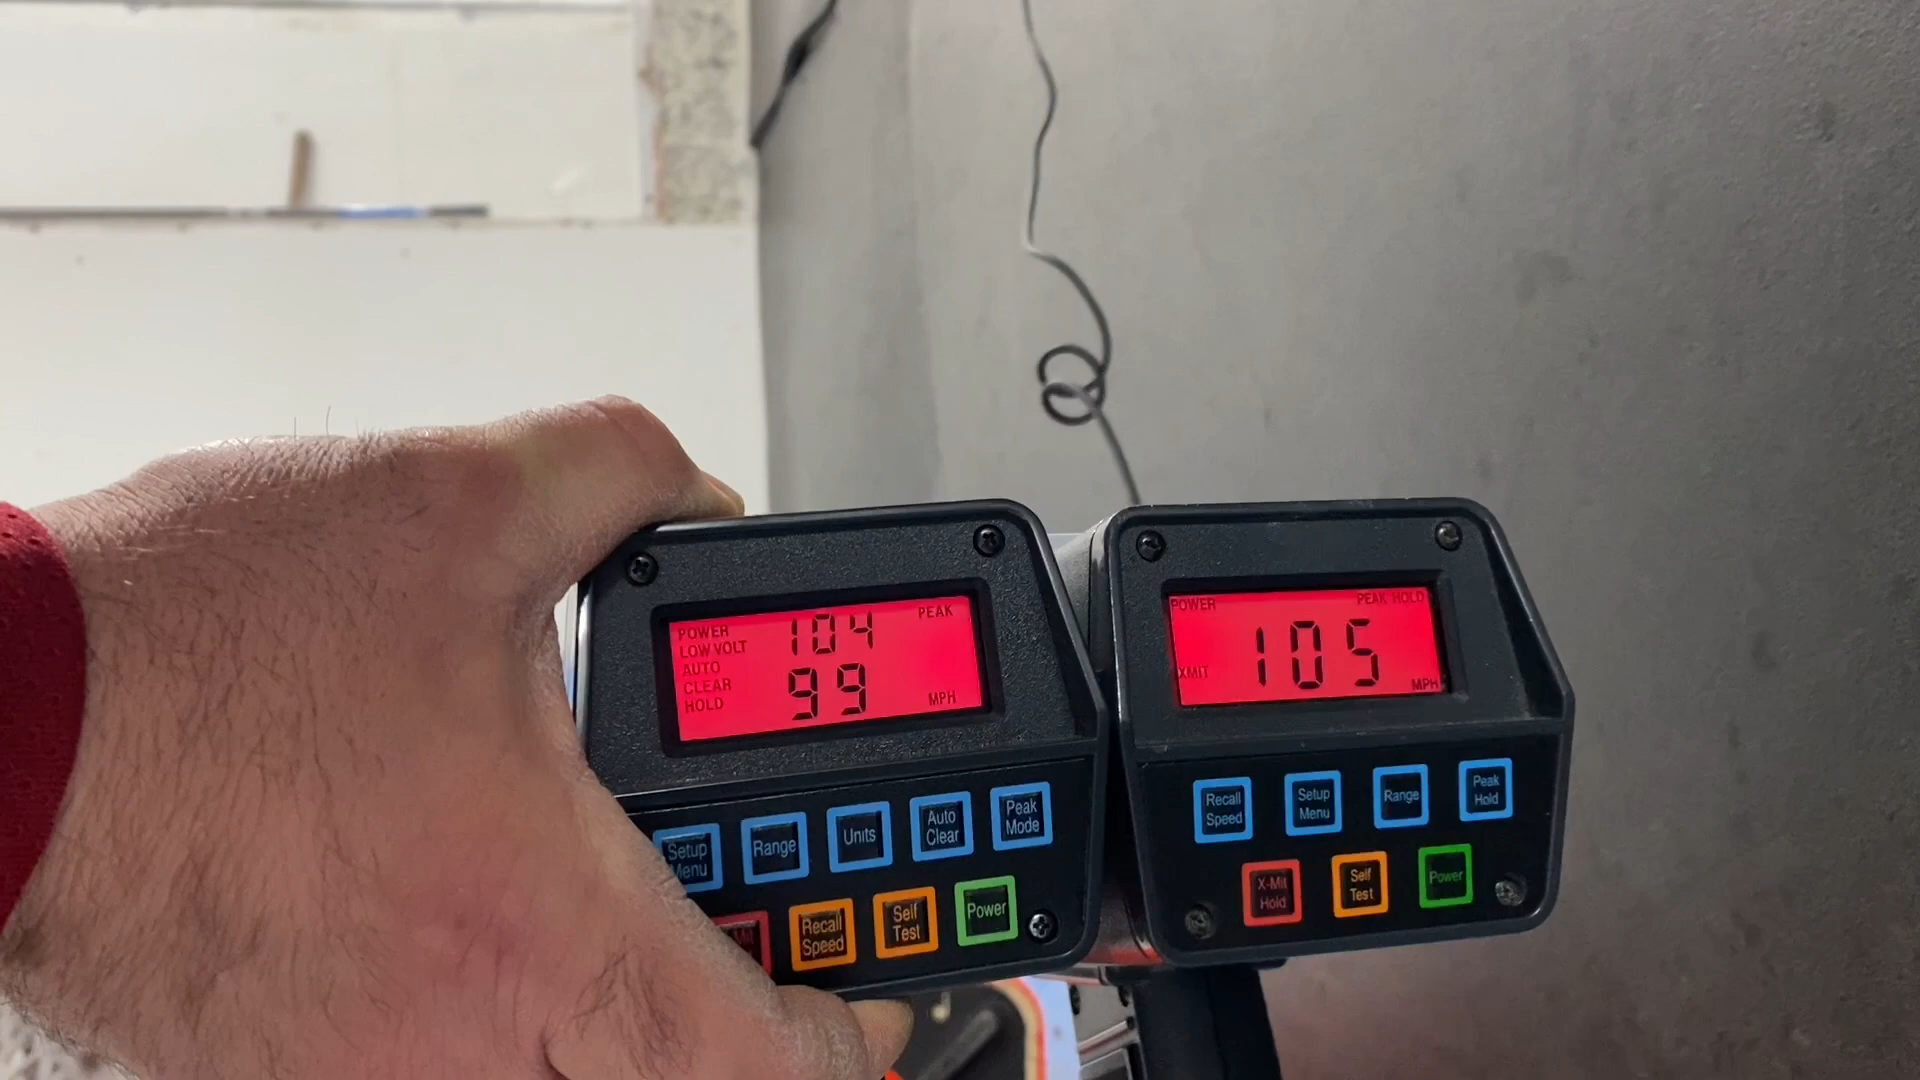 POWER 104 PEAK
LOW VOLT
AUTO
CLEAR 99
HOLD MPH
Setup Menu
Range
Units
Auto Clear
Peak Mode
Recall Speed
Self Test
Power
POWER PEAK HOLD
105
XMIT MPH
Recall Speed
Setup Menu
Range
Peak Hold
X-Mit Hold
Self Test
Power